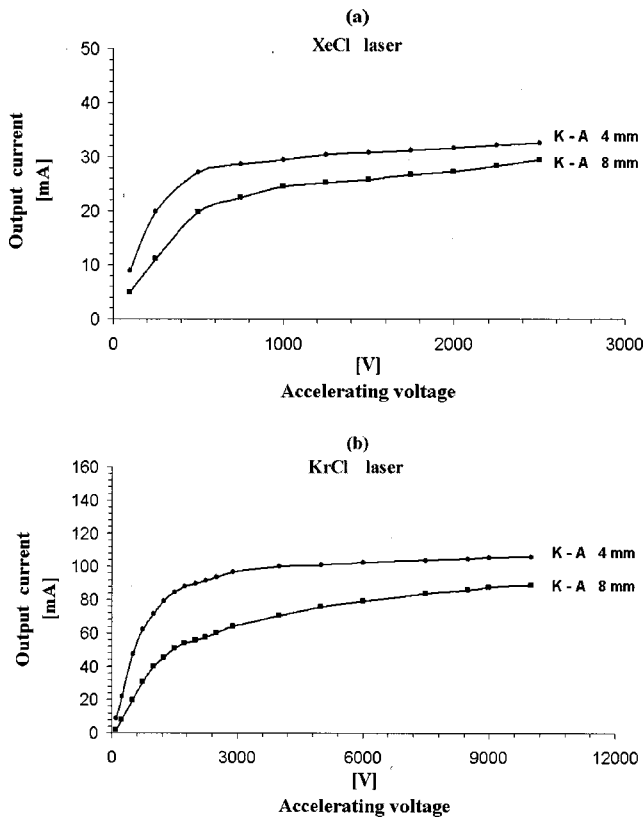 (a)
XeCl laser
Output current
[mA]
50
40
30
20
10
0
K - A 4 mm
K - A 8 mm
0 1000 2000 3000
[V]
Accelerating voltage
(b)
KrCl laser
Output current
[mA]
160
140
120
100
80
60
40
20
0
K - A 4 mm
K - A 8 mm
0 3000 6000 9000 12000
[V]
Accelerating voltage